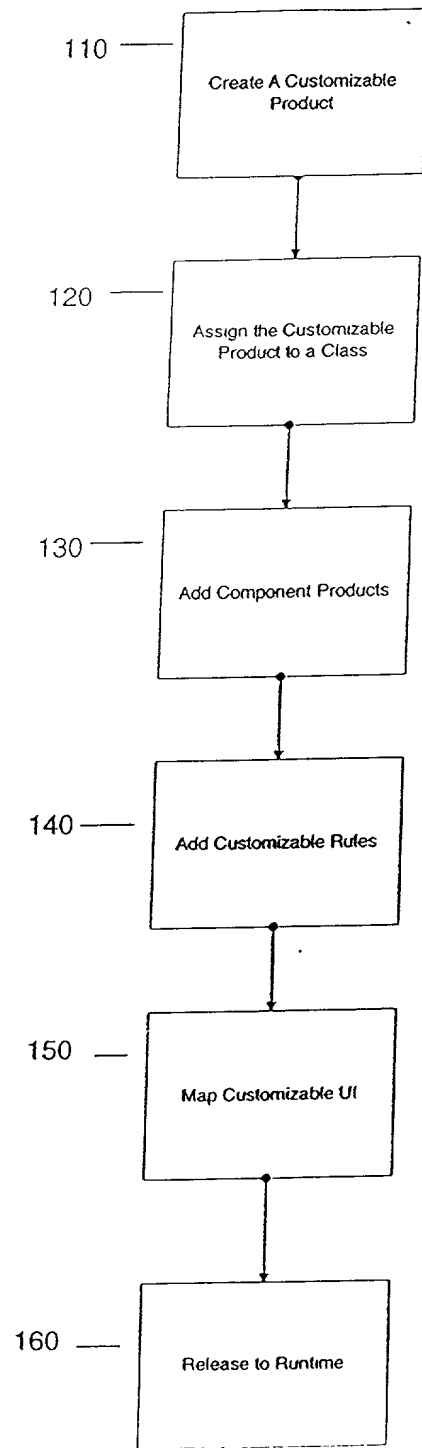 110
Create A Customizable
Product
120
Assign the Customizable
Product to a Class
130
Add Component Products
140
Add Customizable Rules
150
Map Customizable UI
160
Release to Runtime